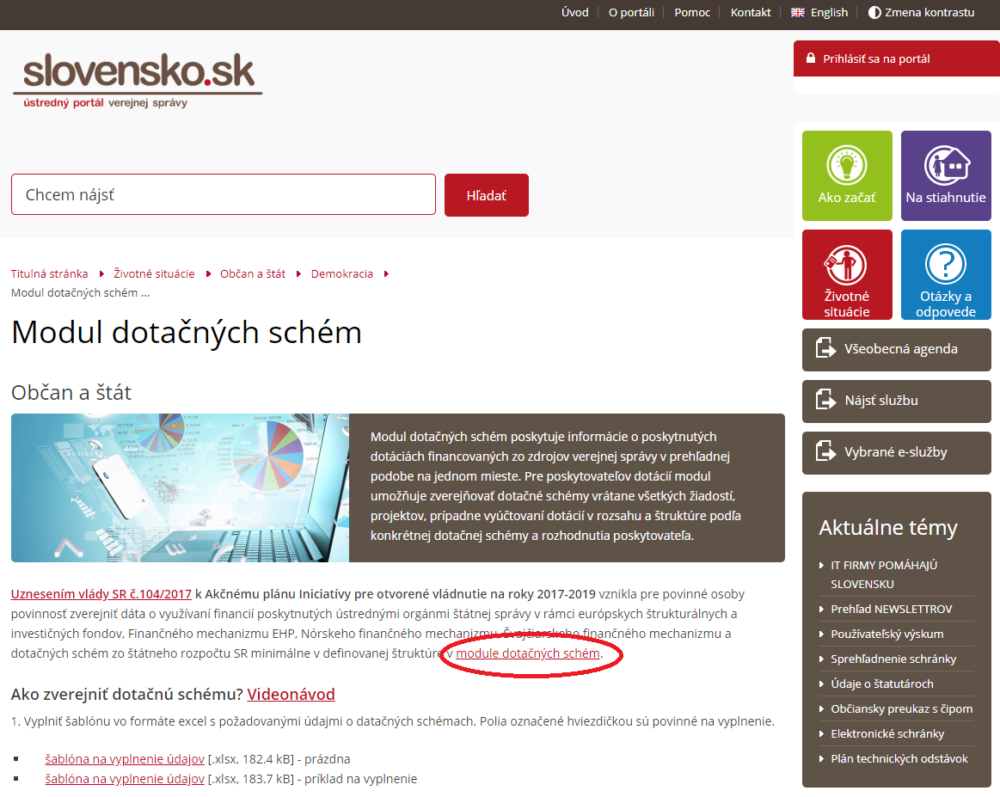 Úvod
O portáli
Pomoc
Kontakt
English
Zmena kontrastu
slovensko.sk
ústredný portál verejnej správy
Prihlásiť sa na portál
Chcem nájsť
Hľadať
Ako začať
Na stiahnutie
Životné
situácie
Otázky a
odpovede
Všeobecná agenda
Nájsť službu
Vybrané e-služby
Titulná stránka
Životné situácie
Občan a štát
Demokracia
Modul dotačných schém ...
Modul dotačných schém
Občan a štát
Modul dotačných schém poskytuje informácie o poskytnutých
dotáciách financovaných zo zdrojov verejnej správy v prehľadnej
podobe na jednom mieste. Pre poskytovateľov dotácií modul
umožňuje zverejňovať dotačné schémy vrátane všetkých žiadostí,
projektov, prípadne vyúčtovaní dotácií v rozsahu a štruktúre podľa
konkrétnej dotačnej schémy a rozhodnutia poskytovateľa.
Uznesením vlády SR č.104/2017 k Akčnému plánu Iniciatívy pre otvorené vládnutie na roky 2017-2019 vznikla pre povinné osoby
povinnosť zverejniť dáta o využívaní financií poskytnutých ústrednými orgánmi štátnej správy v rámci európskych štrukturálnych a
investičných fondov, Finančného mechanizmu EHP, Nórskeho finančného mechanizmu, Švajčiarskeho finančného mechanizmu a
dotačných schém zo štátneho rozpočtu SR minimálne v definovanej štruktúre v module dotačných schém.
Ako zverejniť dotačnú schému? Videonávod
1. Vyplniť šablónu vo formáte excel s požadovanými údajmi o datačných schémach. Polia označené hviezdičkou sú povinné na vyplnenie.
šablóna na vyplnenie údajov [.xlsx, 182.4 kB] - prázdna
šablóna na vyplnenie údajov [.xlsx, 183.7 kB] - príklad na vyplnenie
Aktuálne témy
IT FIRMY POMÁHAJÚ
SLOVENSKU
Prehľad NEWSLETTROV
Používateľský výskum
Sprehľadnenie schránky
Údaje o štatutároch
Občiansky preukaz s čipom
Elektronické schránky
Plán technických odstávok